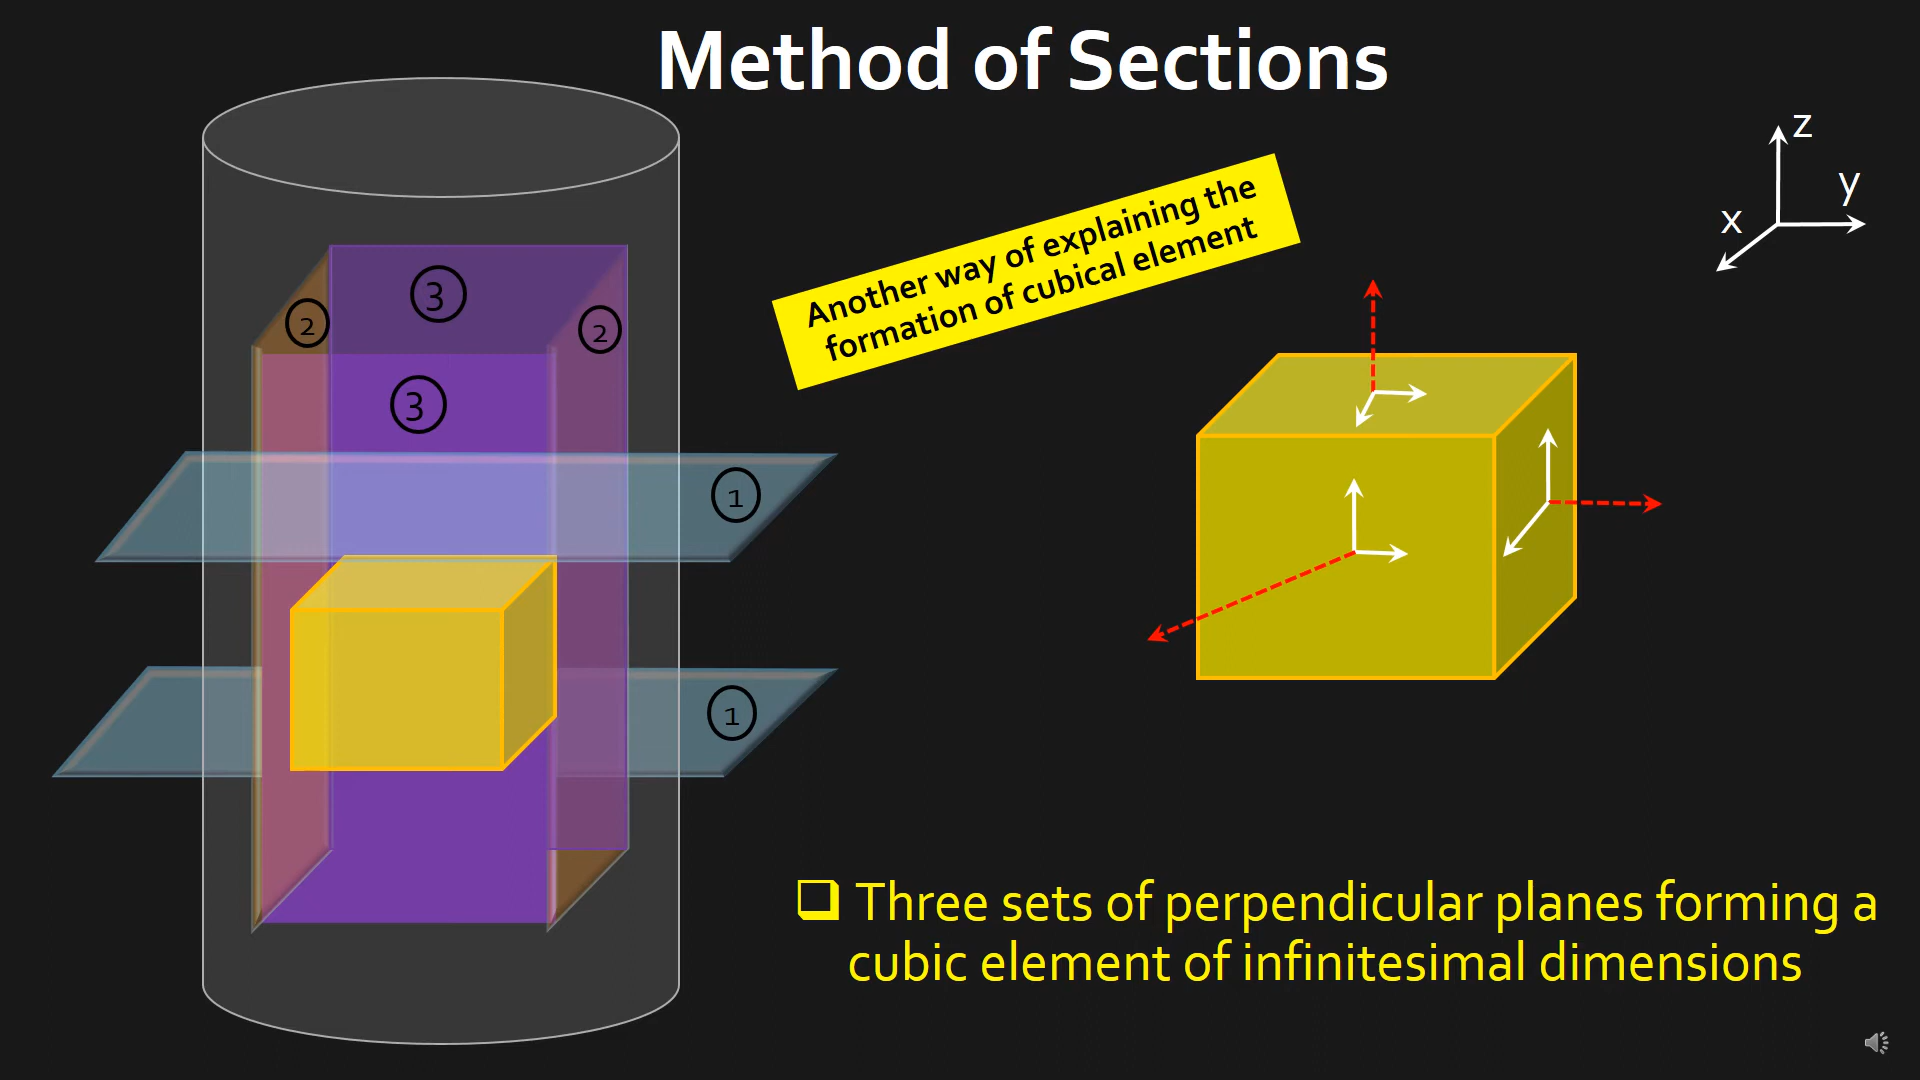 Method of Sections
z
y
x
Another way of explaining the
formation of cubical element
3
2
2
3
1
1
❑ Three sets of perpendicular planes forming a
cubic element of infinitesimal dimensions